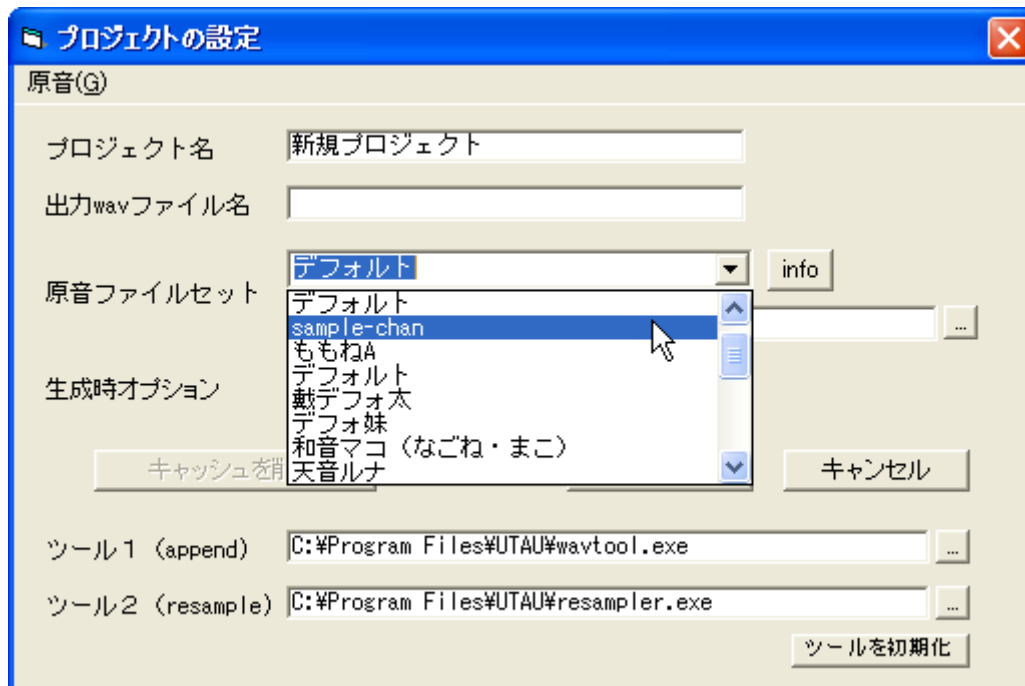 プロジェクトの設定
原音(G)
プロジェクト名
新規プロジェクト
出力wavファイル名
原音ファイルセット
デフォルト
info
デフォルト
sample-chan
ももねA
デフォルト
戴デフォ太
デフォ妹
和音マコ（なごね・まこ）
天音ルナ
...
生成時オプション
キャッシュを削
キャンセル
ツール１（append）
C:¥Program Files¥UTAU¥wavtool.exe
...
ツール２（resample）
C:¥Program Files¥UTAU¥resampler.exe
...
ツールを初期化